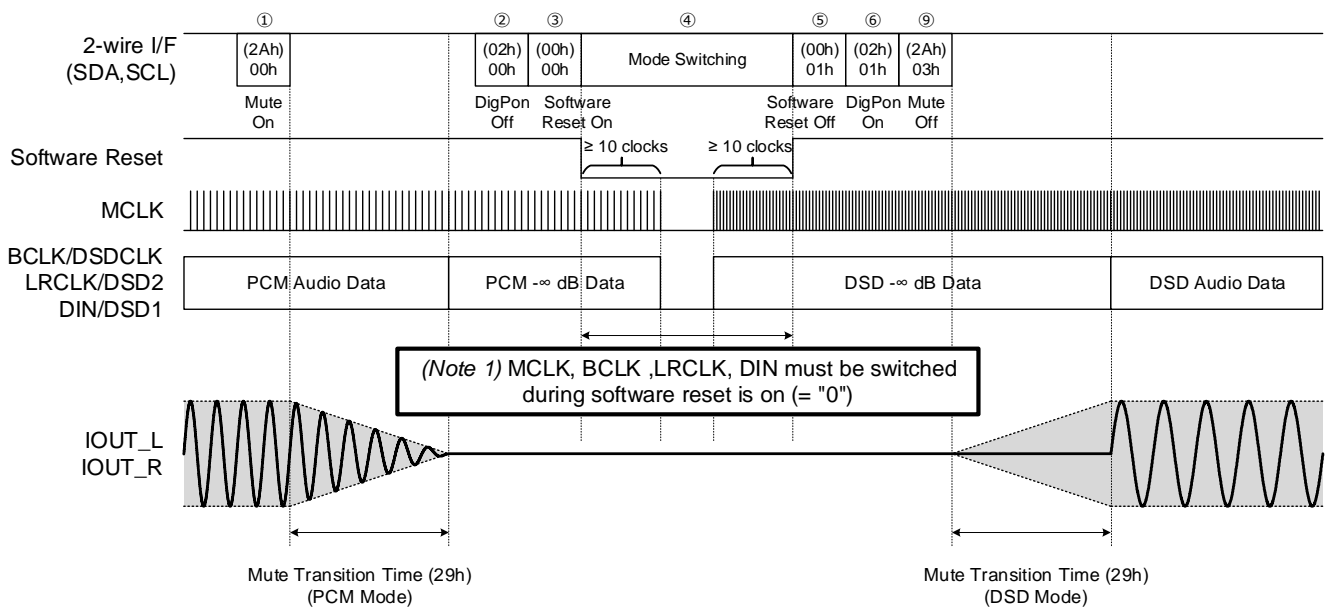 ① ② ③ ④ ⑤ ⑥ ⑨
2-wire I/F
(SDA,SCL)
(2Ah)
00h
(02h)
00h
(00h)
00h
Mode Switching
(00h)
01h
(02h)
01h
(2Ah)
03h
Mute
On
DigPon
Off
Software
Reset On
Software
Reset Off
DigPon
On
Mute
Off
Software Reset
≥ 10 clocks
≥ 10 clocks
MCLK
BCLK/DSDCLK
LRCLK/DSD2
DIN/DSD1
PCM Audio Data
PCM -∞ dB Data
DSD -∞ dB Data
DSD Audio Data
(Note 1) MCLK, BCLK ,LRCLK, DIN must be switched
during software reset is on (= "0")
IOUT_L
IOUT_R
Mute Transition Time (29h)
(PCM Mode)
Mute Transition Time (29h)
(DSD Mode)